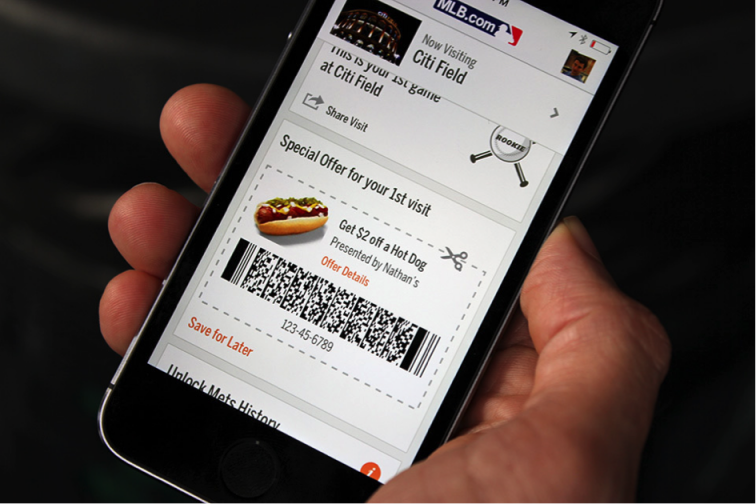 MLB.com
Now Visiting
Citi Field
This is your 1st game
at Citi Field
Share Visit
ROOKIE
Special Offer for your 1st visit
Get $2 off a Hot Dog
Presented by Nathan's
Offer Details
123-45-6789
Save for Later
Unlock Mets History
i